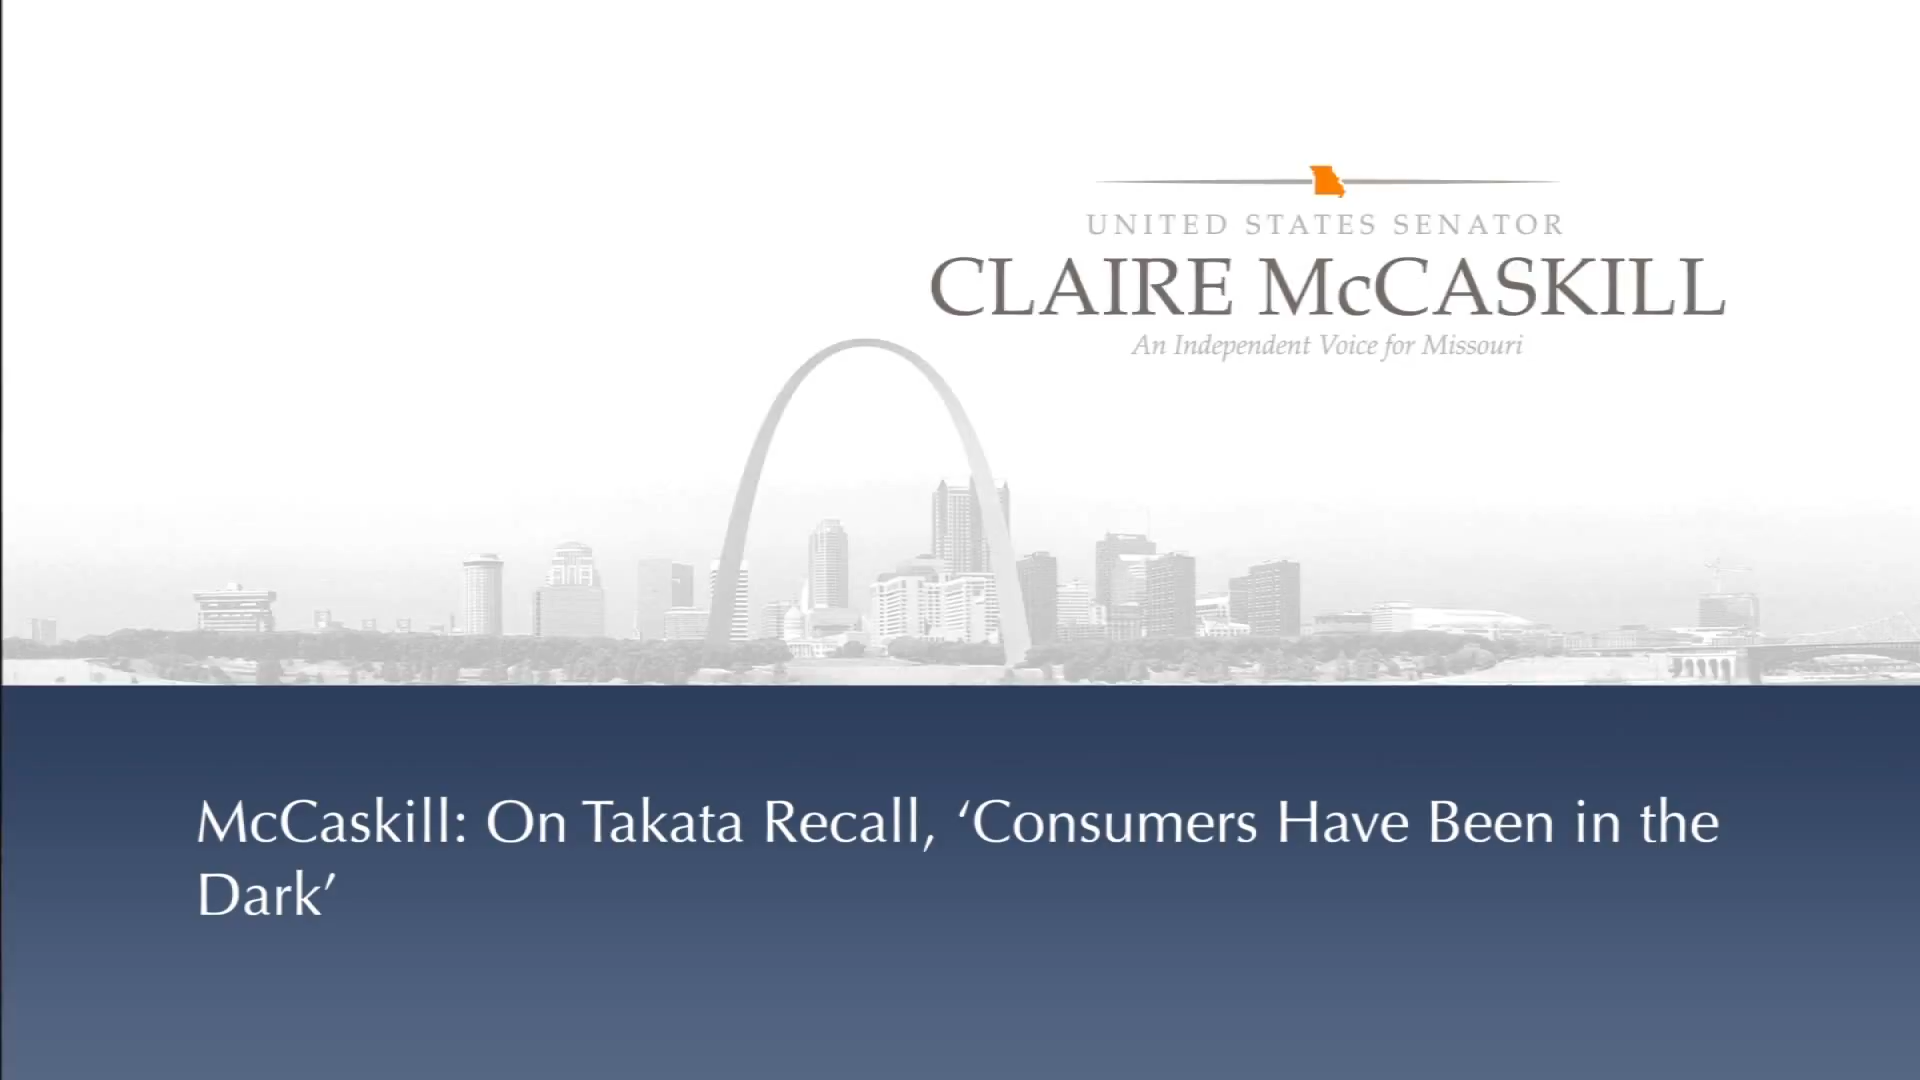 UNITED STATES SENATOR
CLAIRE McCASKILL
An Independent Voice for Missouri
McCaskill: On Takata Recall, ‘Consumers Have Been in the
Dark’